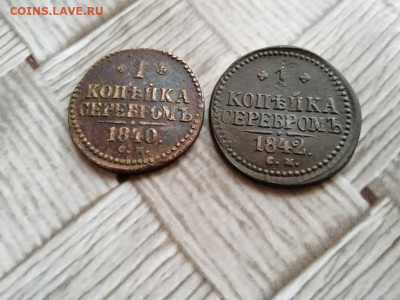 COINS.LAVE.RU
1
КОПѢЙКА
СЕРЕБРОМЪ
1840.
С. М.
1
КОПѢЙКА
СЕРЕБРОМЪ
1842.
С. М.